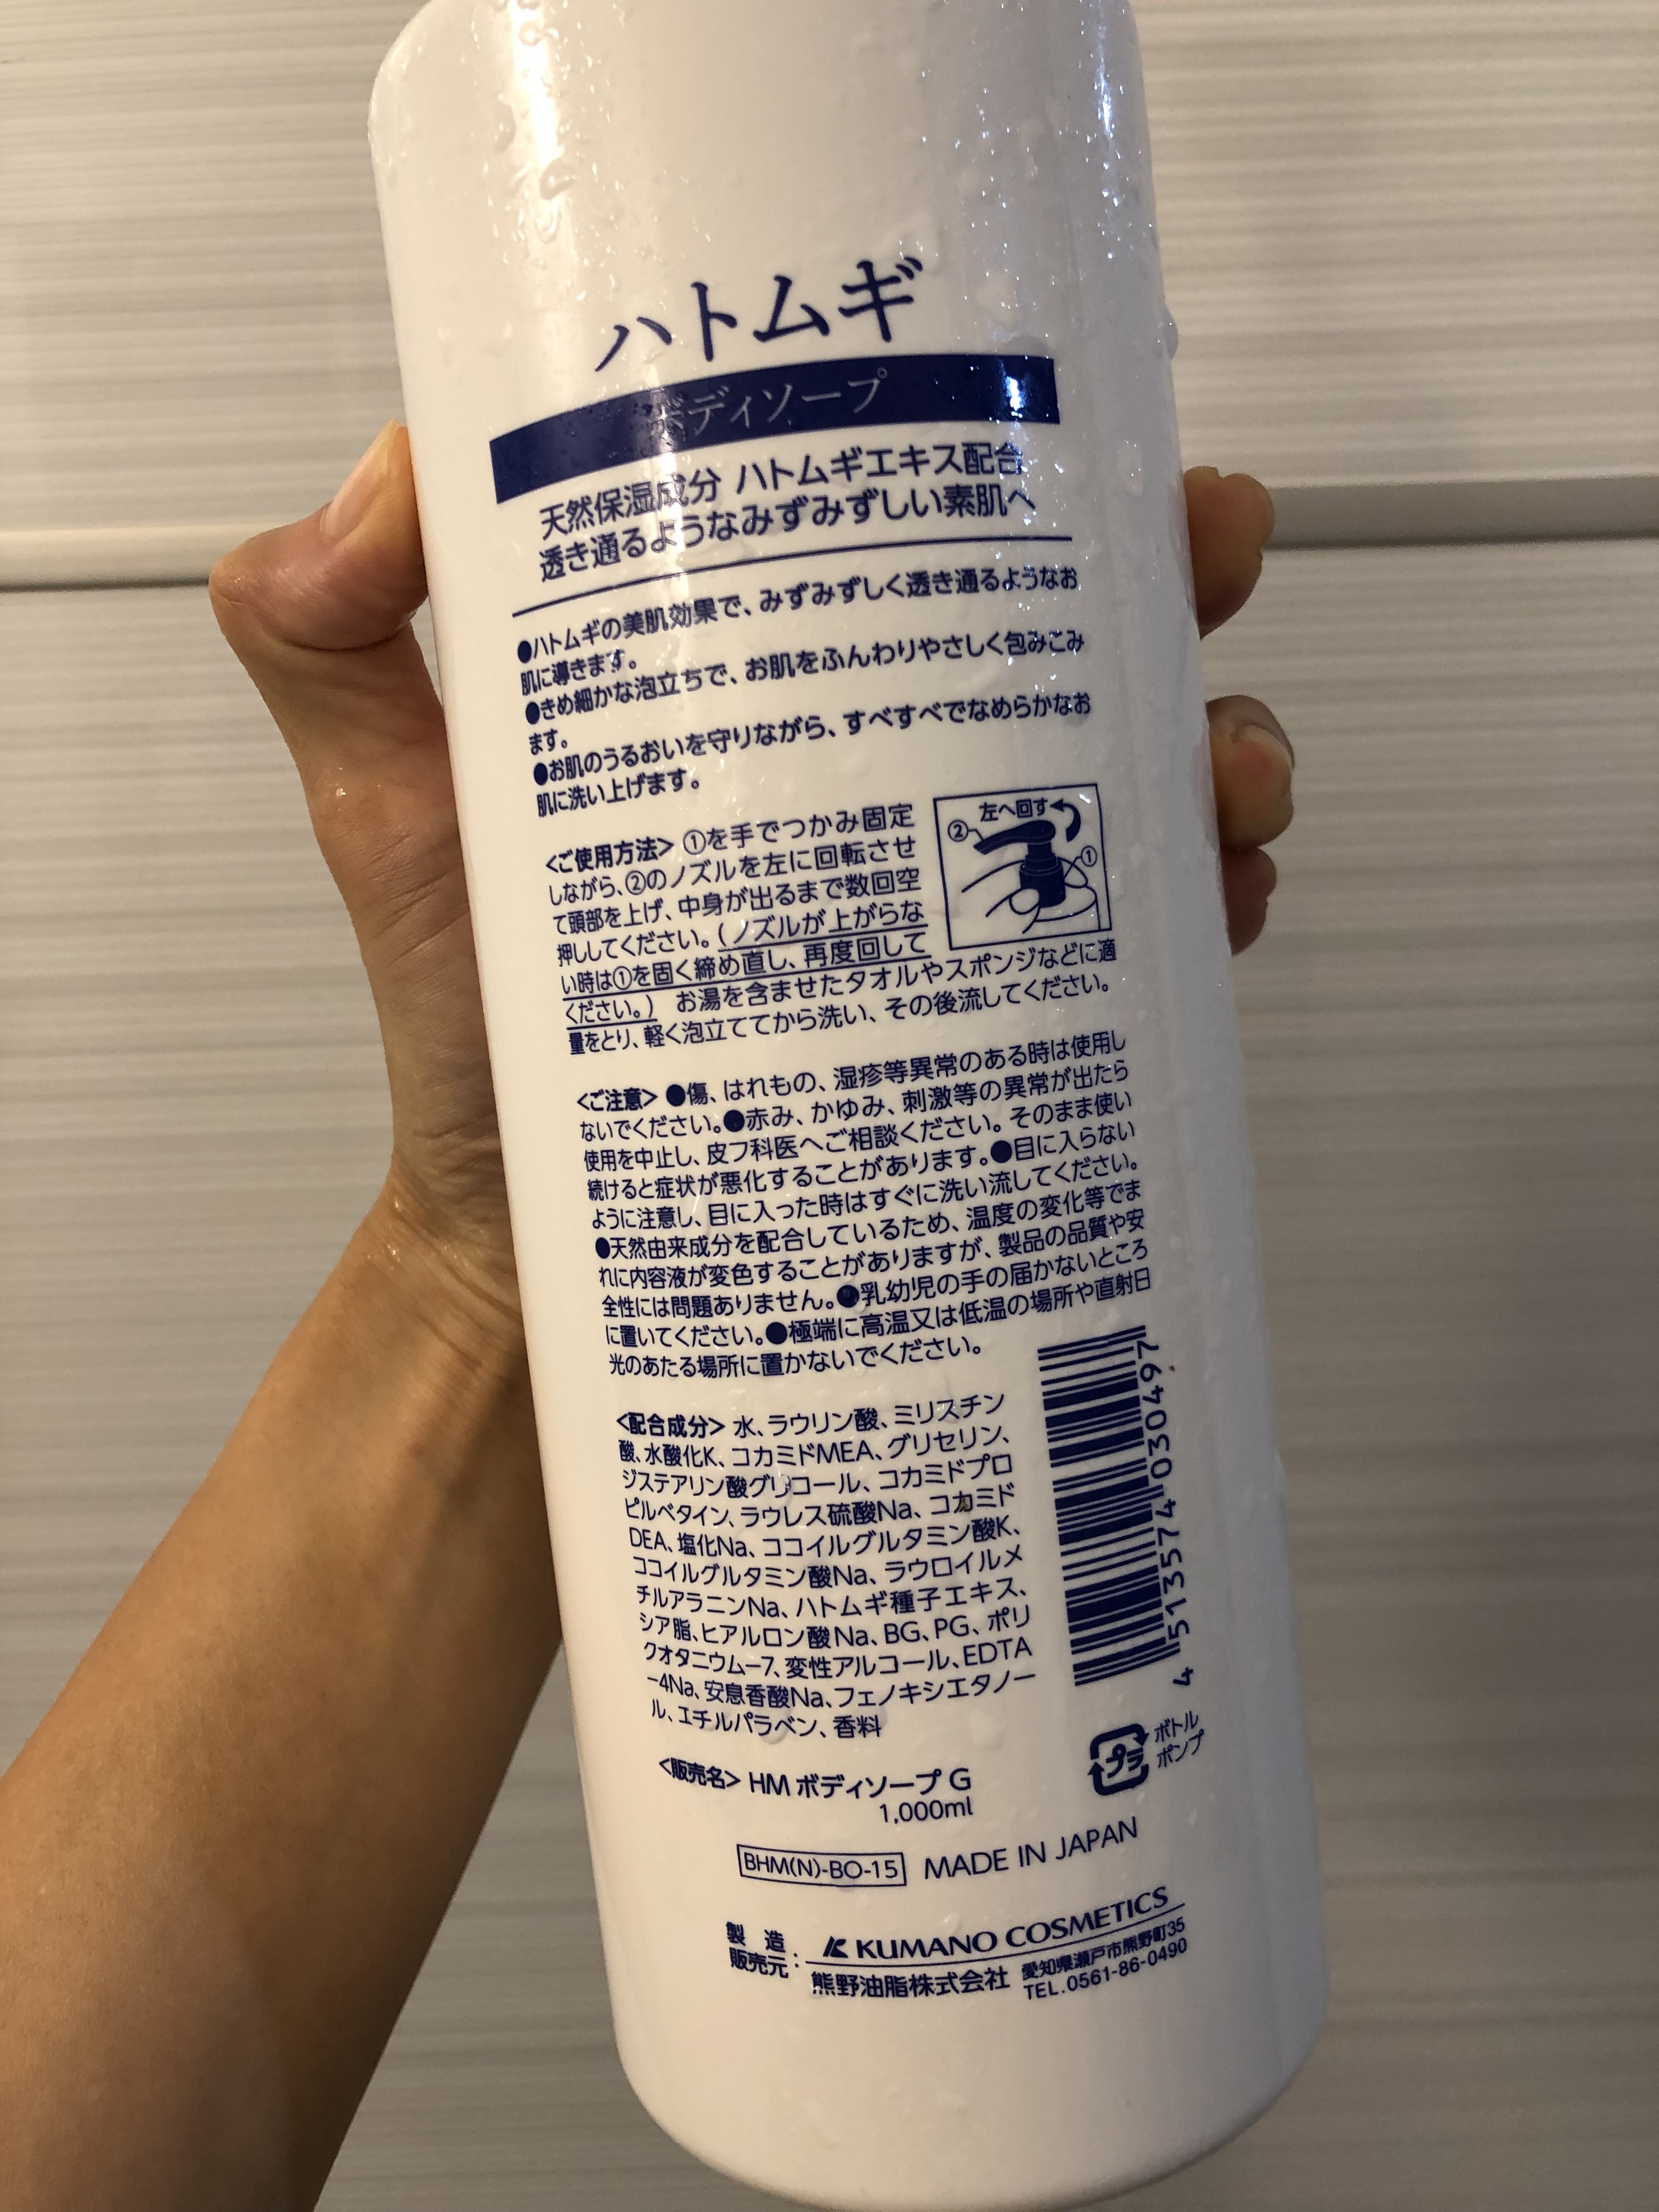 ハトムギ
ボディソープ
天然保湿成分 ハトムギエキス配合
透き通るようなみずみずしい素肌へ
●ハトムギの美肌効果で、みずみずしく透き通るようなお
肌に導きます。
●きめ細かな泡立ちで、お肌をふんわりやさしく包みこみ
ます。
●お肌のうるおいを守りながら、すべすべでなめらかなお
肌に洗い上げます。
<ご使用方法> ①を手でつかみ固定
しながら、②のノズルを左に回転させ
て頭部を上げ、中身が出るまで数回空
押ししてください。(ノズルが上がらな
い時は①を固く締め直し、再度回して
ください。) お湯を含ませたタオルやスポンジなどに適
量をとり、軽く泡立ててから洗い、その後流してください。
左へ回す
②
①
<ご注意> ●傷、はれもの、湿疹等異常のある時は使用し
ないでください。●赤み、かゆみ、刺激等の異常が出たら
使用を中止し、皮フ科医へご相談ください。そのまま使い
続けると症状が悪化することがあります。●目に入らない
ように注意し、目に入った時はすぐに洗い流してください。
●天然由来成分を配合しているため、温度の変化等でま
れに内容液が変色することがありますが、製品の品質や安
全性には問題ありません。●乳幼児の手の届かないところ
に置いてください。●極端に高温又は低温の場所や直射日
光のあたる場所に置かないでください。
<配合成分> 水、ラウリン酸、ミリスチン
酸、水酸化K、コカミドMEA、グリセリン、
ジステアリン酸グリコール、コカミドプロ
ピルベタイン、ラウレス硫酸Na、コカミド
DEA、塩化Na、ココイルグルタミン酸K、
ココイルグルタミン酸Na、ラウロイルメ
チルアラニンNa、ハトムギ種子エキス、
シア脂、ヒアルロン酸Na、BG、PG、ポリ
クオタニウム-7、変性アルコール、EDTA
-4Na、安息香酸Na、フェノキシエタノー
ル、エチルパラベン、香料
4 513574 030497
<販売名> HM ボディソープ G
1,000ml
プラ
ボトル
ポンプ
BHM(N)-BO-15 MADE IN JAPAN
製造
販売元 : KUMANO COSMETICS
熊野油脂株式会社 愛知県瀬戸市熊野町35
TEL.0561-86-0490